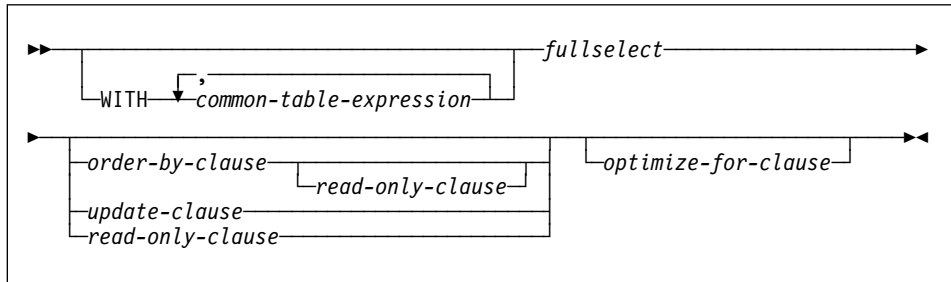 fullselect
,
WITH common-table-expression
order-by-clause optimize-for-clause
read-only-clause
update-clause
read-only-clause